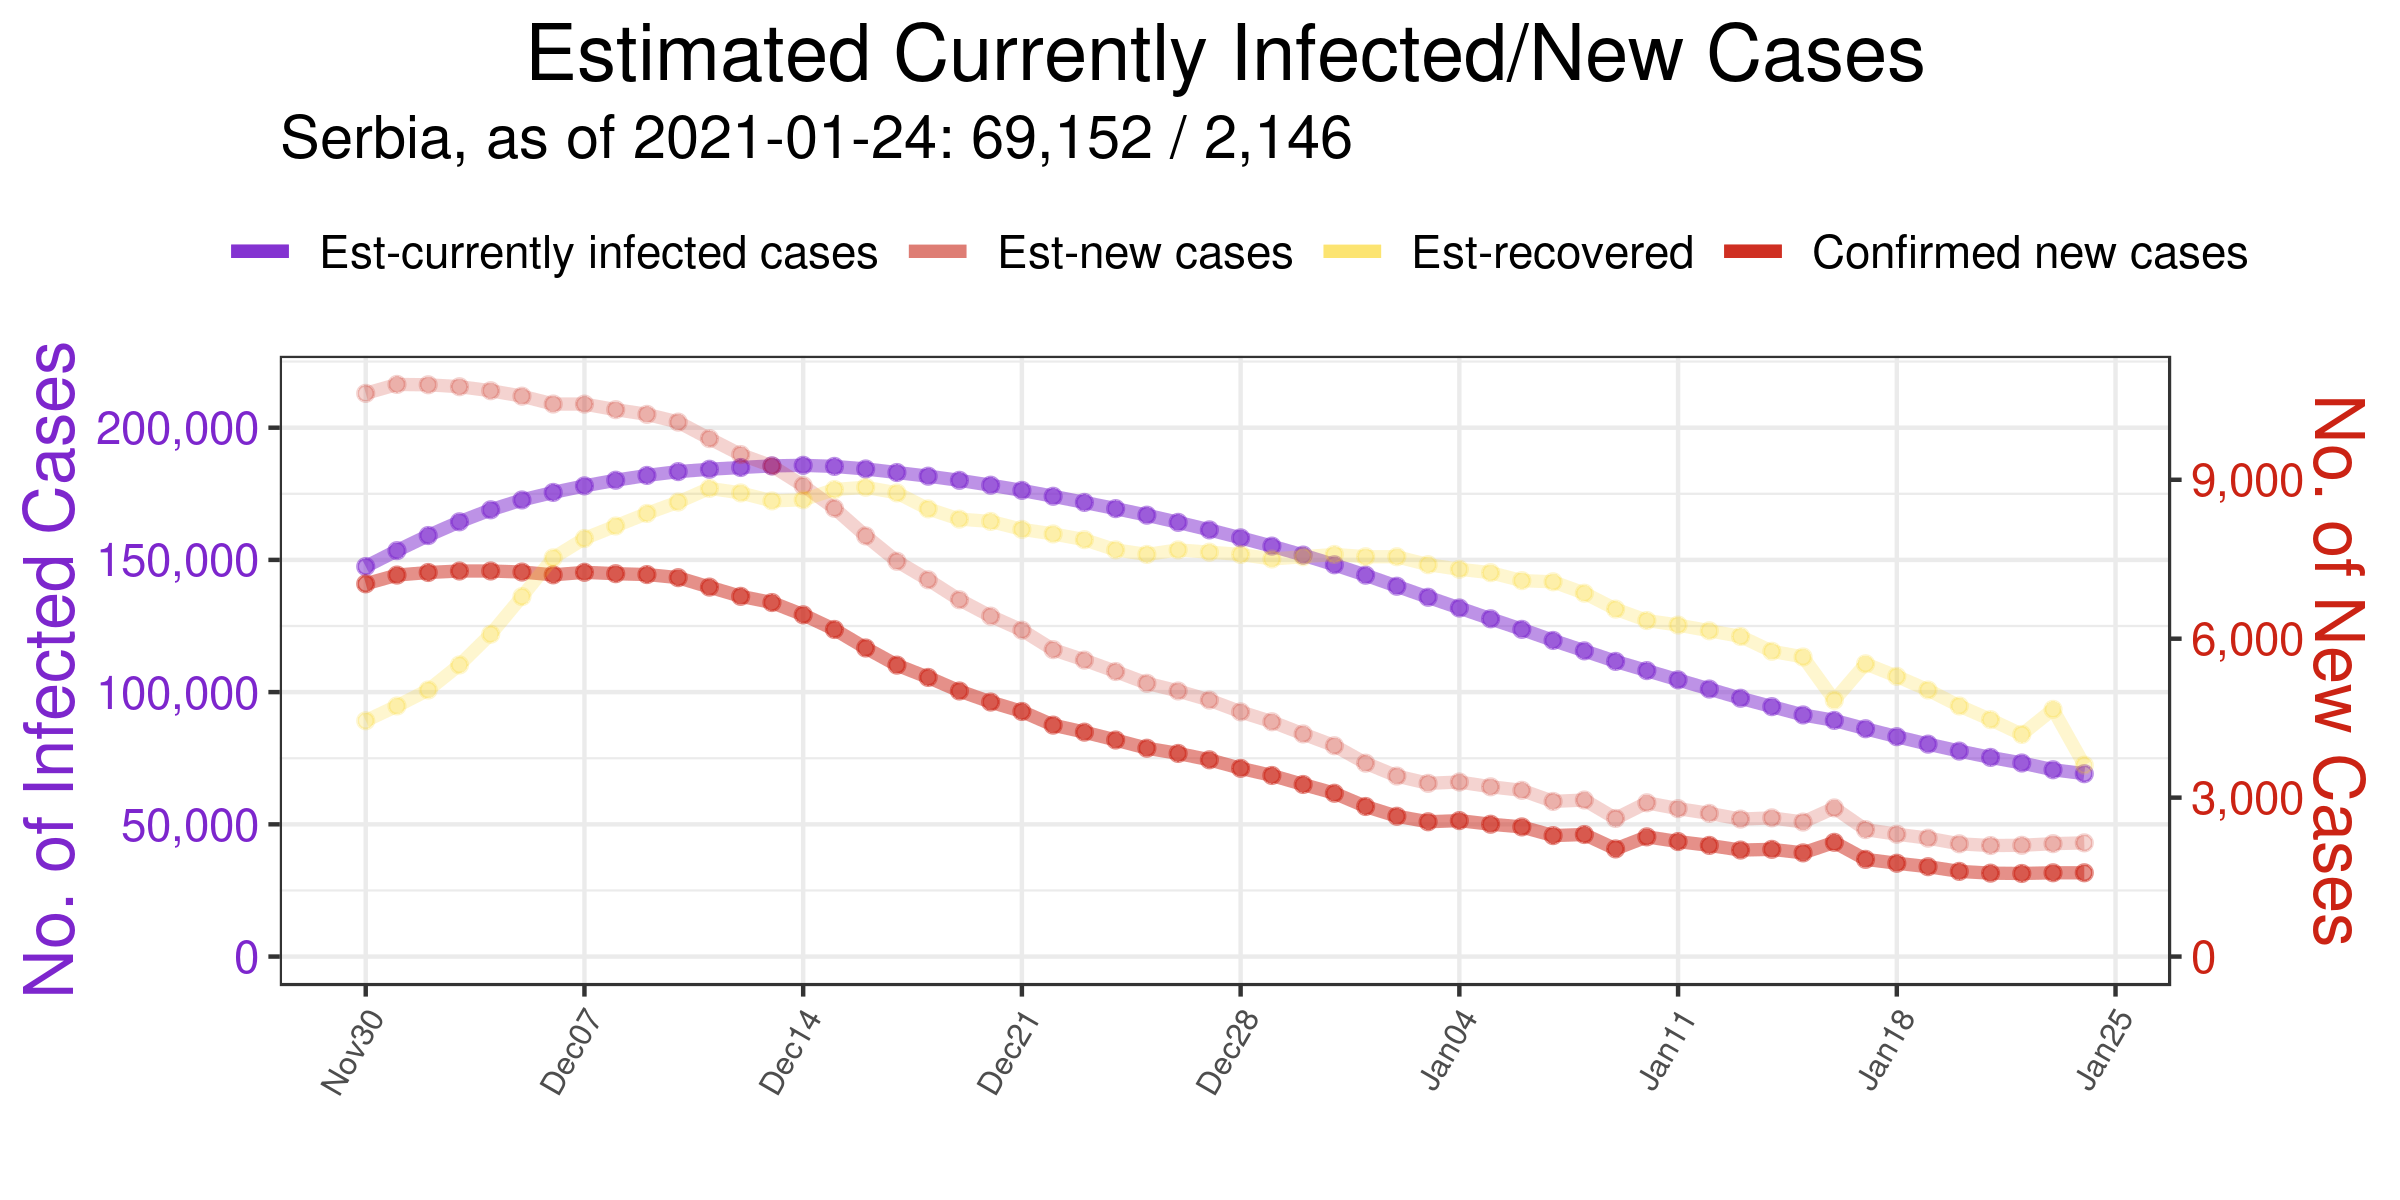 Estimated Currently Infected/New Cases
Serbia, as of 2021-01-24: 69,152 / 2,146
Est-currently infected cases Est-new cases Est-recovered Confirmed new cases
No. of Infected Cases
200,000
150,000
100,000
50,000
0
9,000
6,000
3,000
0
No. of New Cases
Nov30 Dec07 Dec14 Dec21 Dec28 Jan04 Jan11 Jan18 Jan25